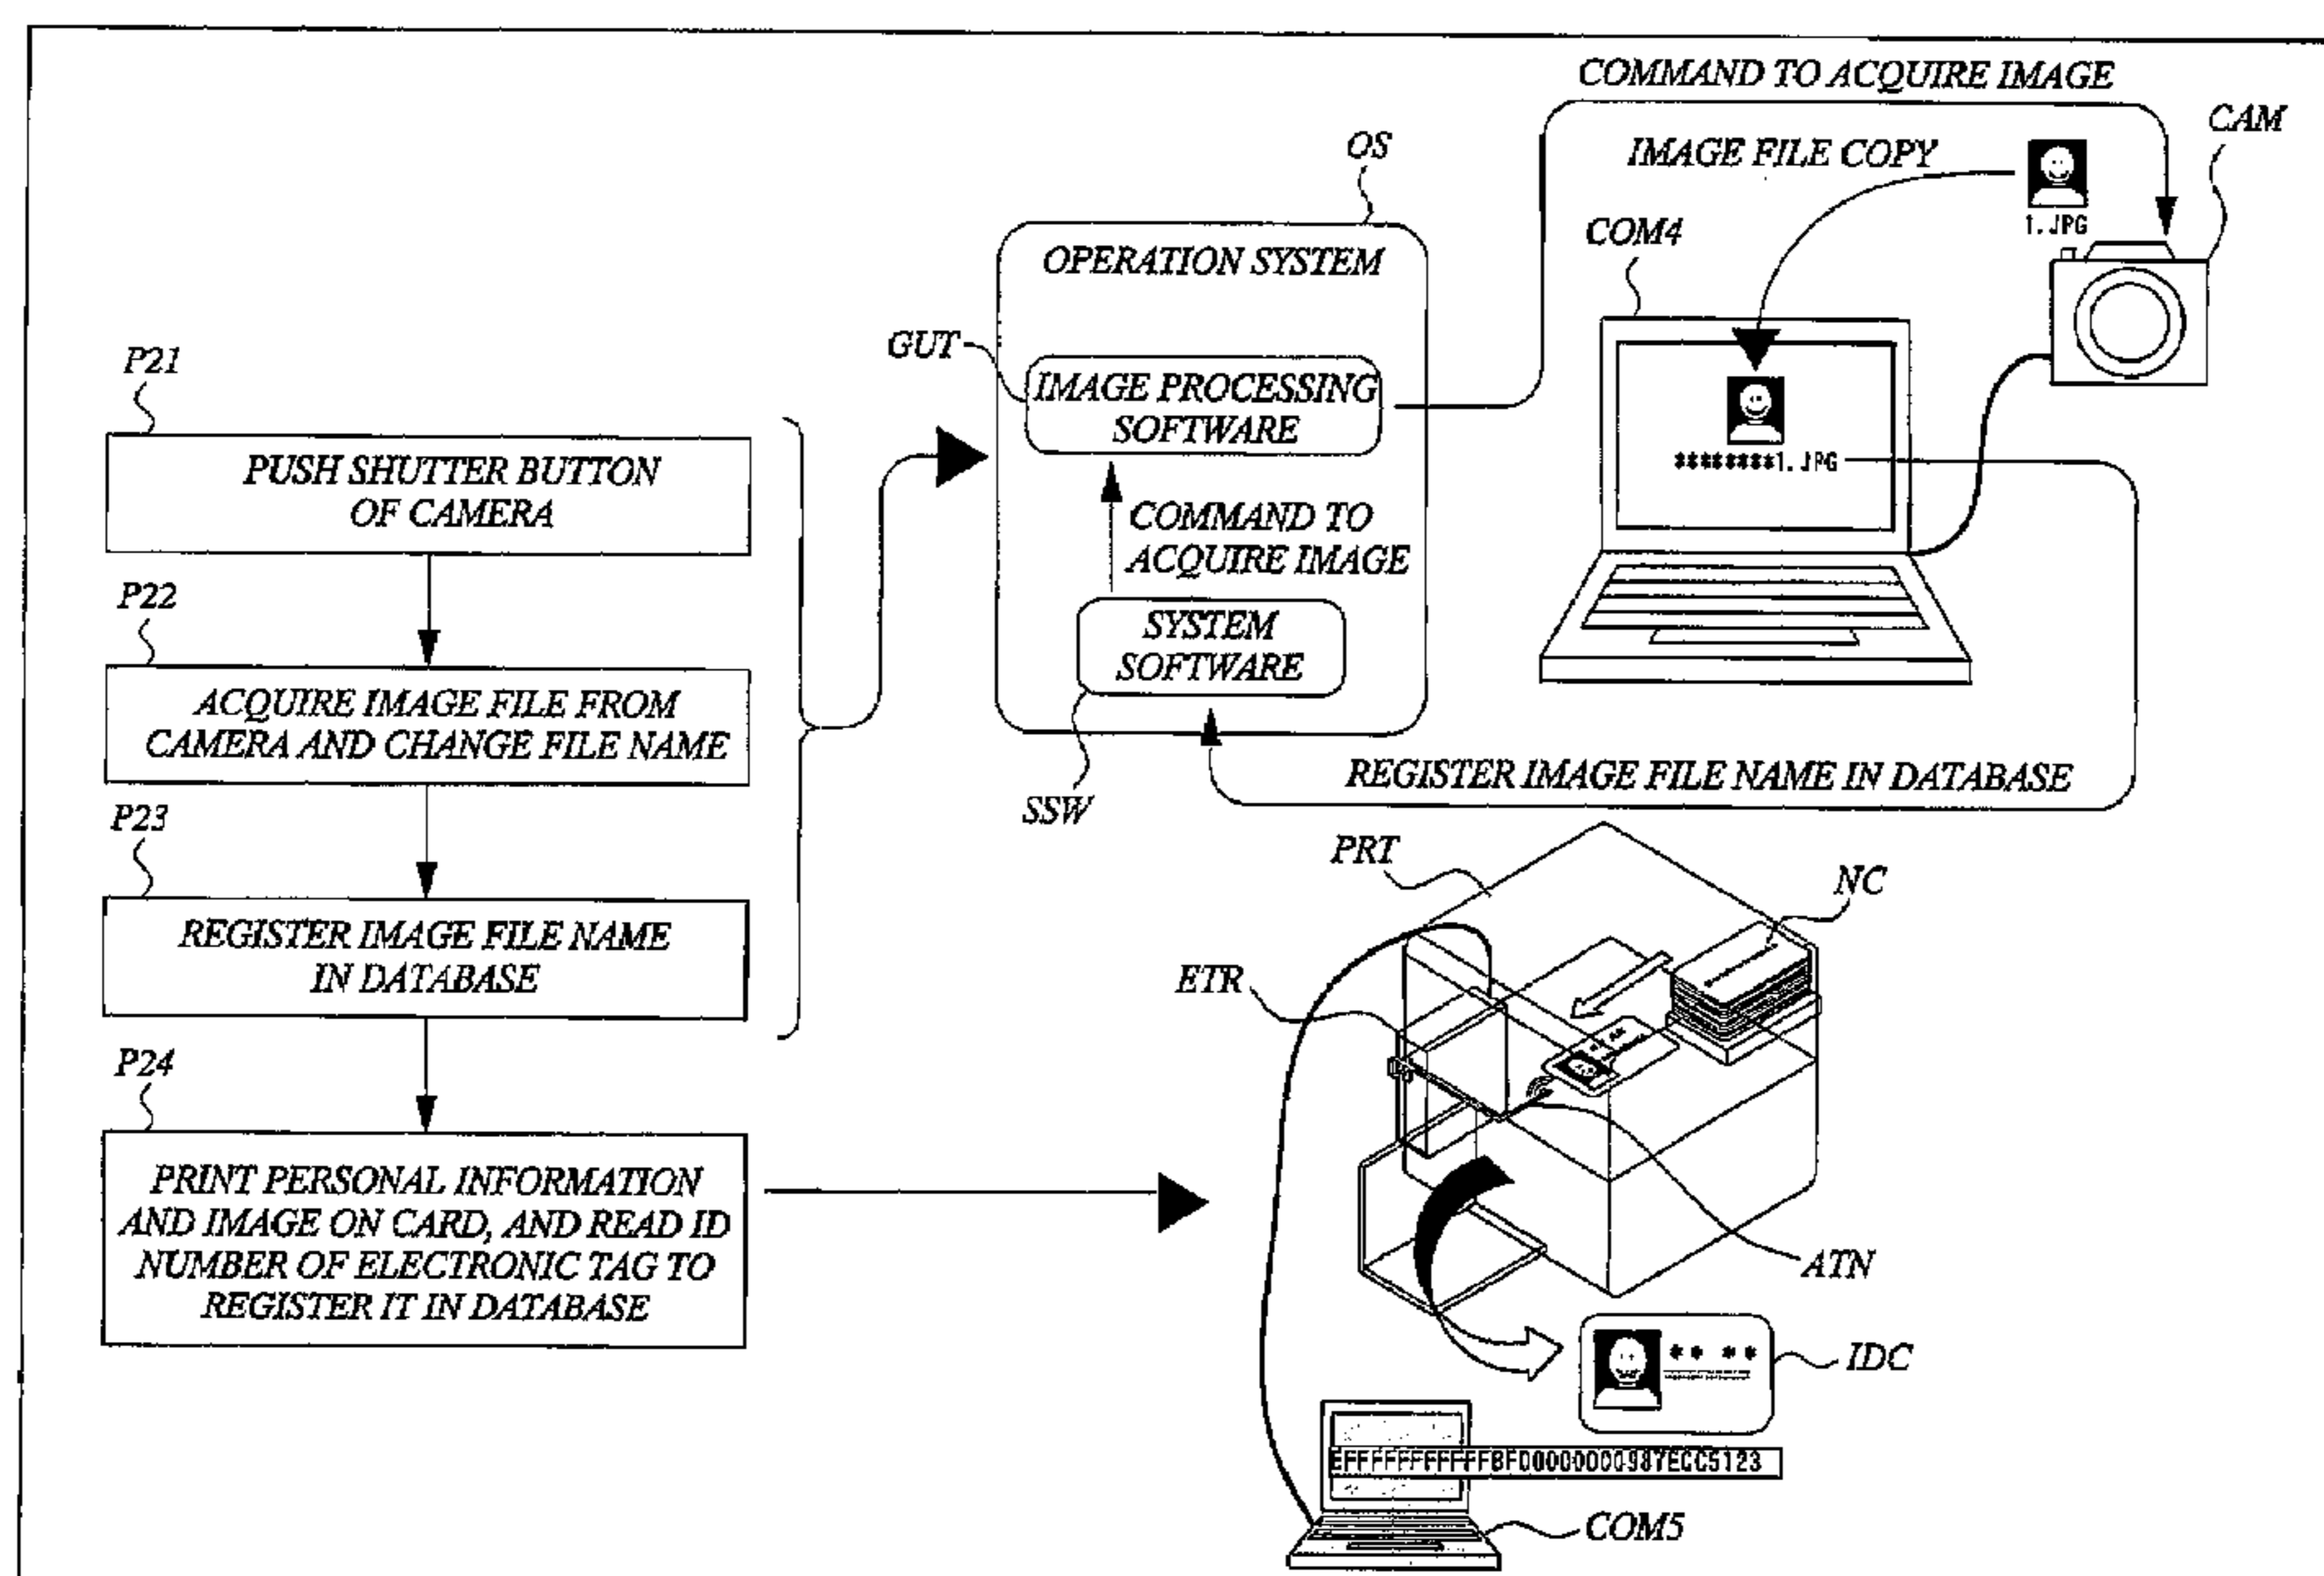 COMMAND TO ACQUIRE IMAGE
CAM
OS
IMAGE FILE COPY
1.JPG
COM4
OPERATION SYSTEM
GUT
IMAGE PROCESSING
SOFTWARE
********1.JPG
COMMAND TO
ACQUIRE IMAGE
SYSTEM
SOFTWARE
SSW
REGISTER IMAGE FILE NAME IN DATABASE
P21
PUSH SHUTTER BUTTON
OF CAMERA
P22
ACQUIRE IMAGE FILE FROM
CAMERA AND CHANGE FILE NAME
P23
REGISTER IMAGE FILE NAME
IN DATABASE
P24
PRINT PERSONAL INFORMATION
AND IMAGE ON CARD, AND READ ID
NUMBER OF ELECTRONIC TAG TO
REGISTER IT IN DATABASE
PRT
NC
ETR
ATN
** **
IDC
COM5